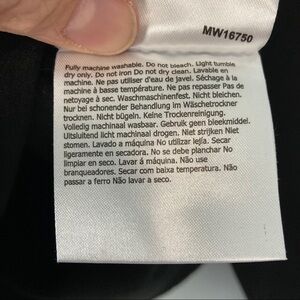 MW16750
Fully machine washable. Do not bleach. Light tumble
dry only. Do not iron Do not dry clean. Lavable en
machine. Ne pas utiliser d'eau de javel. Séchage à la
machine à basse température. Ne pas repasser Pas de
netoyage à sec. Waschmaschinenfest. Nicht bleichen.
Nur bei schonender Behandlung im Wäschetrockner
trocknen. Nicht bügeln. Keine Trockenreinigung.
Volledig machinaal wasbaar. Gebruik geen bleekmiddel.
Uitsluitend licht machinaal drogen. Niet strijken Niet
stomen. Lavado a máquina No utilizar lejía. Secar
ligeramente en secadora. No se debe planchar No
limpiar en seco. Lavar á máquina. Não use
branqueadores. Secar com baixa temperatura. Não
passar a ferro Não lavar a seco.